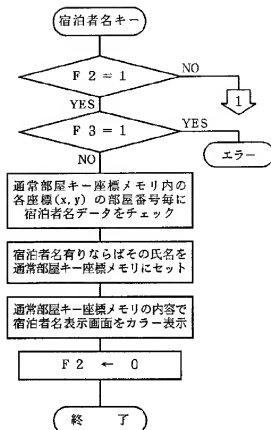 宿泊者名キー
F 2 = 1
NO
1
YES
F 3 = 1
YES
エラー
NO
通常部屋キー座標メモリ内の
各座標(x, y) の部屋番号毎に
宿泊者名データをチェック
宿泊者名有りならばその氏名を
通常部屋キー座標メモリにセット
通常部屋キー座標メモリの内容で
宿泊者名表示画面をカラー表示
F 2 ← 0
終 了